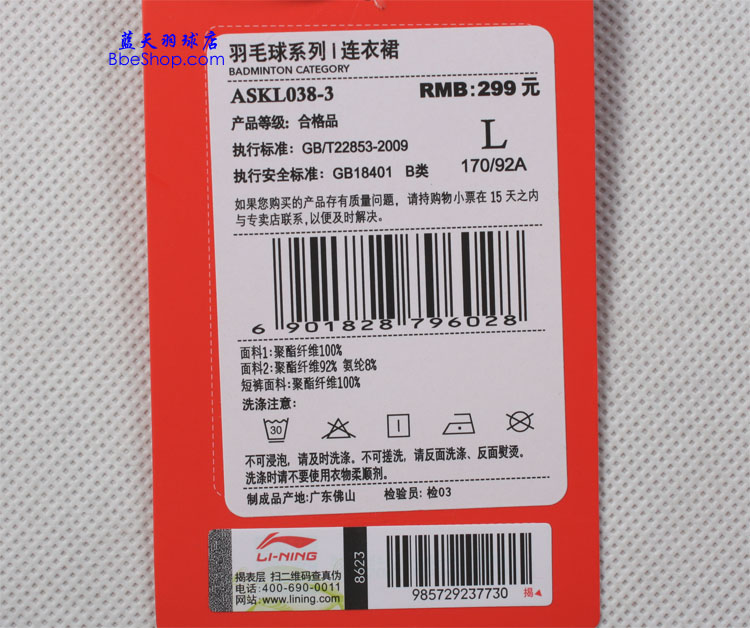 蓝天羽球店
BbeShop.com
羽毛球系列 | 连衣裙
BADMINTON CATEGORY
ASKL038-3
RMB:299 元
产品等级：合格品
执行标准：GB/T22853-2009
L
执行安全标准：GB18401 B类
170/92A
如果您购买的产品存有质量问题，请持购物小票在 15 天之内
与专卖店联系,以便及时解决。
6 901828 796028
面料1:聚酯纤维100%
面料2:聚酯纤维92% 氨纶8%
短裤面料:聚酯纤维100%
洗涤注意：
30
不可浸泡，请及时洗涤。不可搓洗，请反面洗涤、反面熨烫。
洗涤时请不要使用衣物柔顺剂。
制成品产地:广东佛山 检验员:检03
LI-NING
揭表层 扫二维码查真伪
电话:400-690-0011
网站:www.lining.com
8623
985729237730
揭